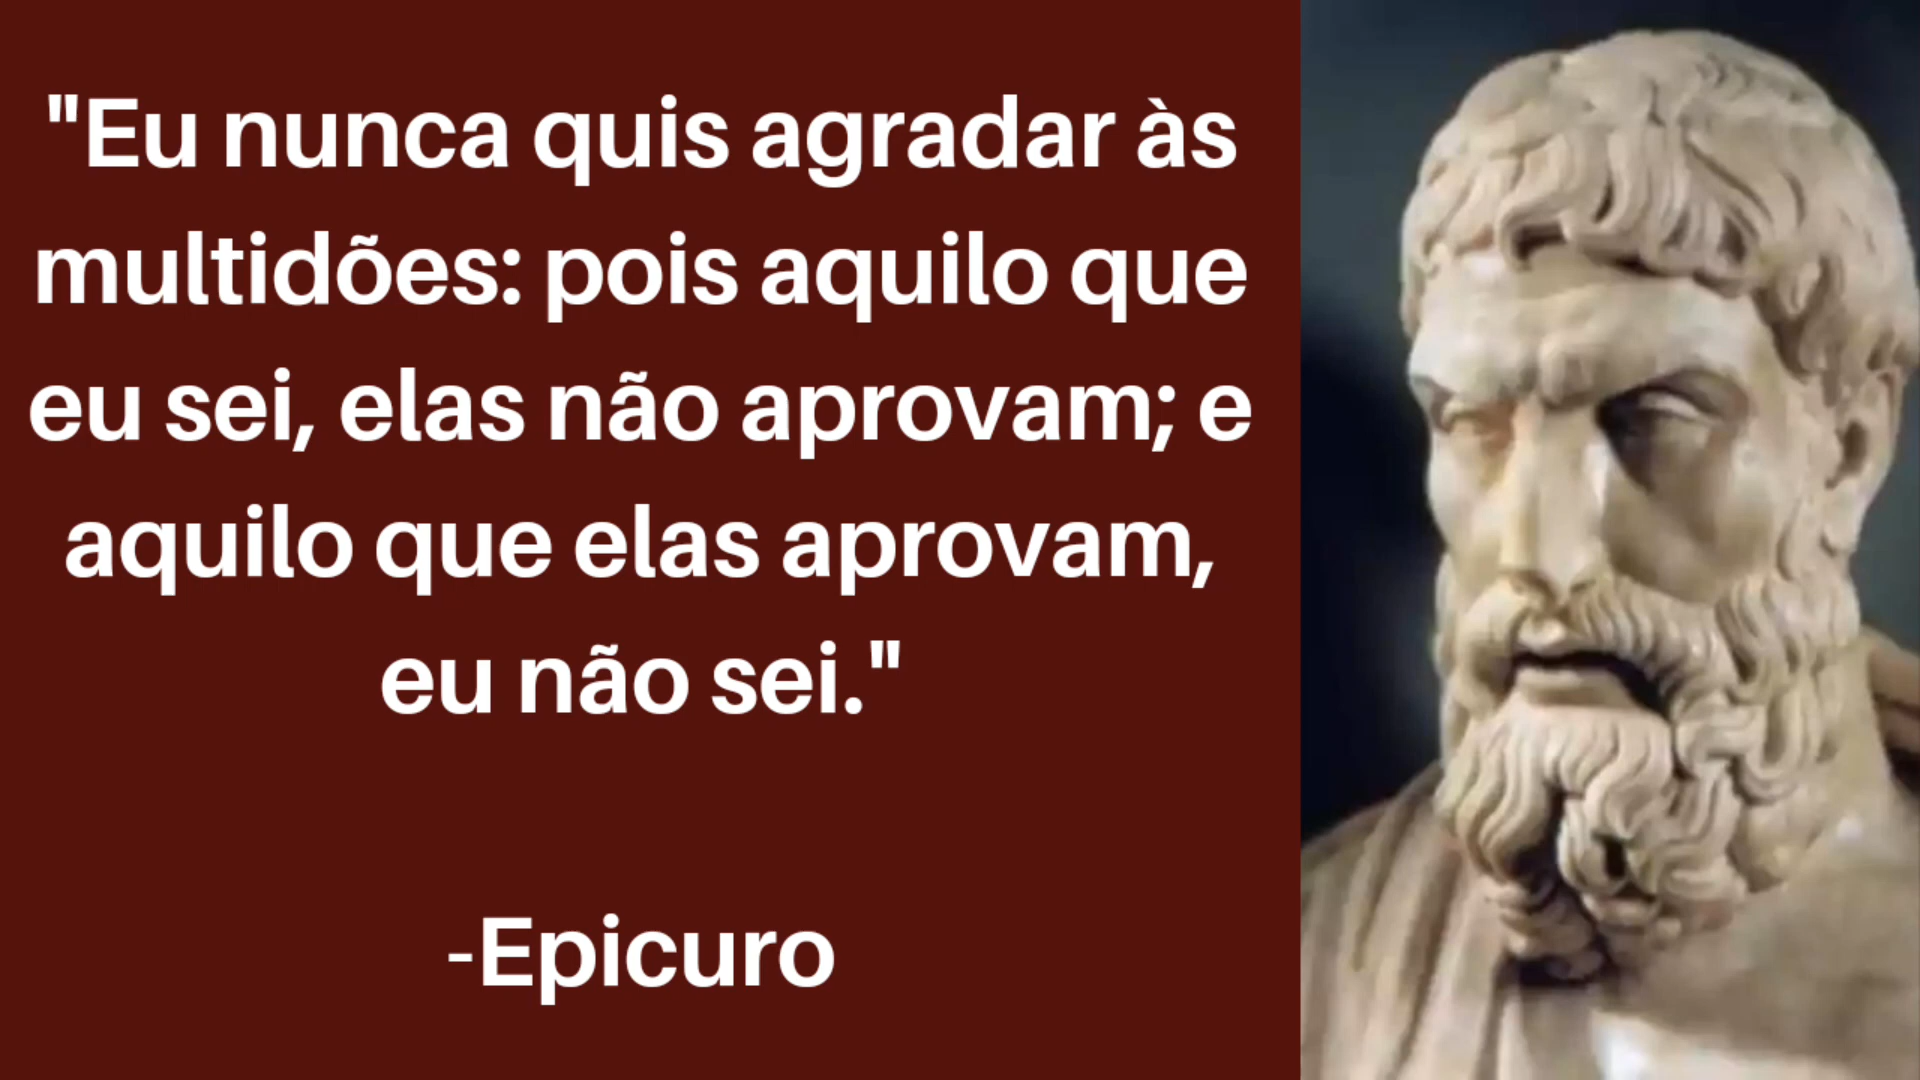 "Eu nunca quis agradar às
multidões: pois aquilo que
eu sei, elas não aprovam; e
aquilo que elas aprovam,
eu não sei."
-Epicuro